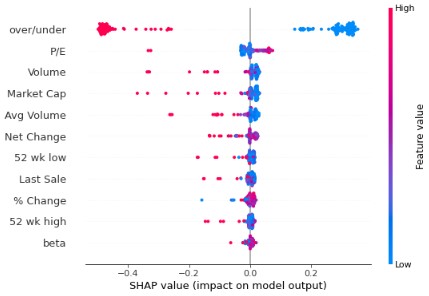 High
over/under
P/E
Volume
Market Cap
Avg Volume
Net Change
52 wk low
Last Sale
% Change
52 wk high
beta
Feature value
Low
−0.4 −0.2 0.0 0.2
SHAP value (impact on model output)